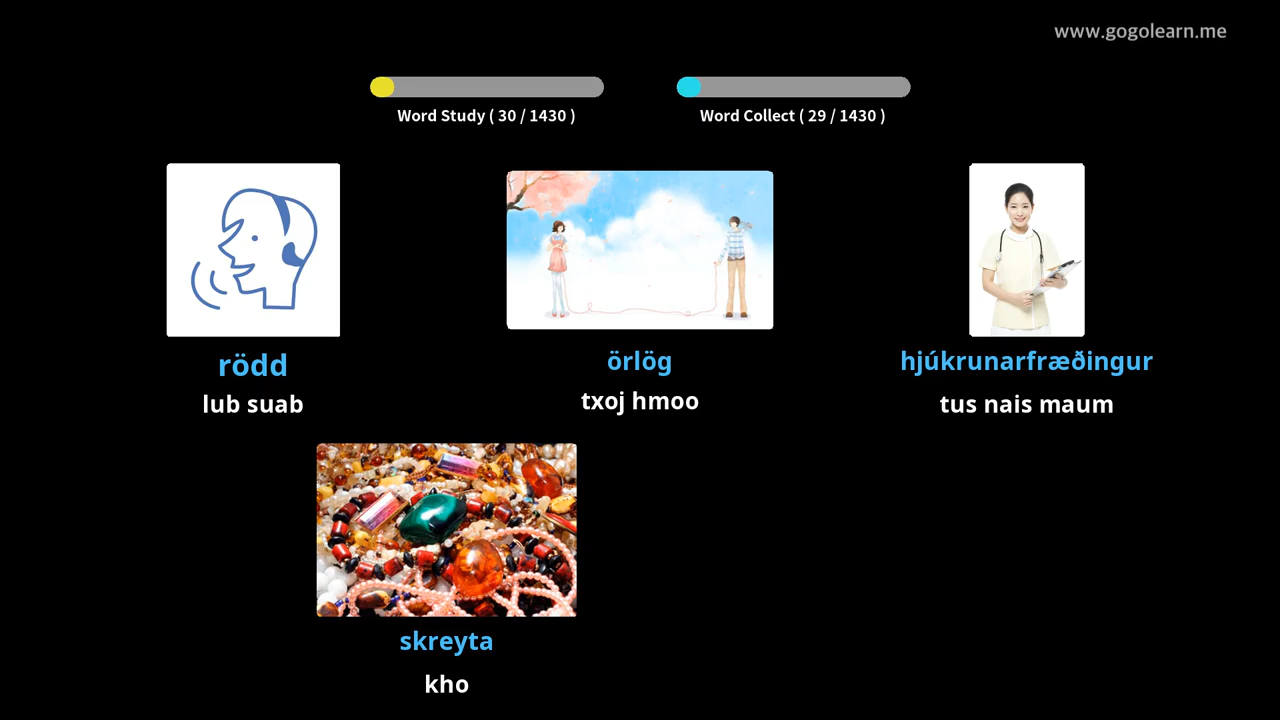 www.gogolearn.me
Word Study ( 30 / 1430 )
Word Collect ( 29 / 1430 )
rödd
lub suab
örlög
txoj hmoo
hjúkrunarfræðingur
tus nais maum
skreyta
kho